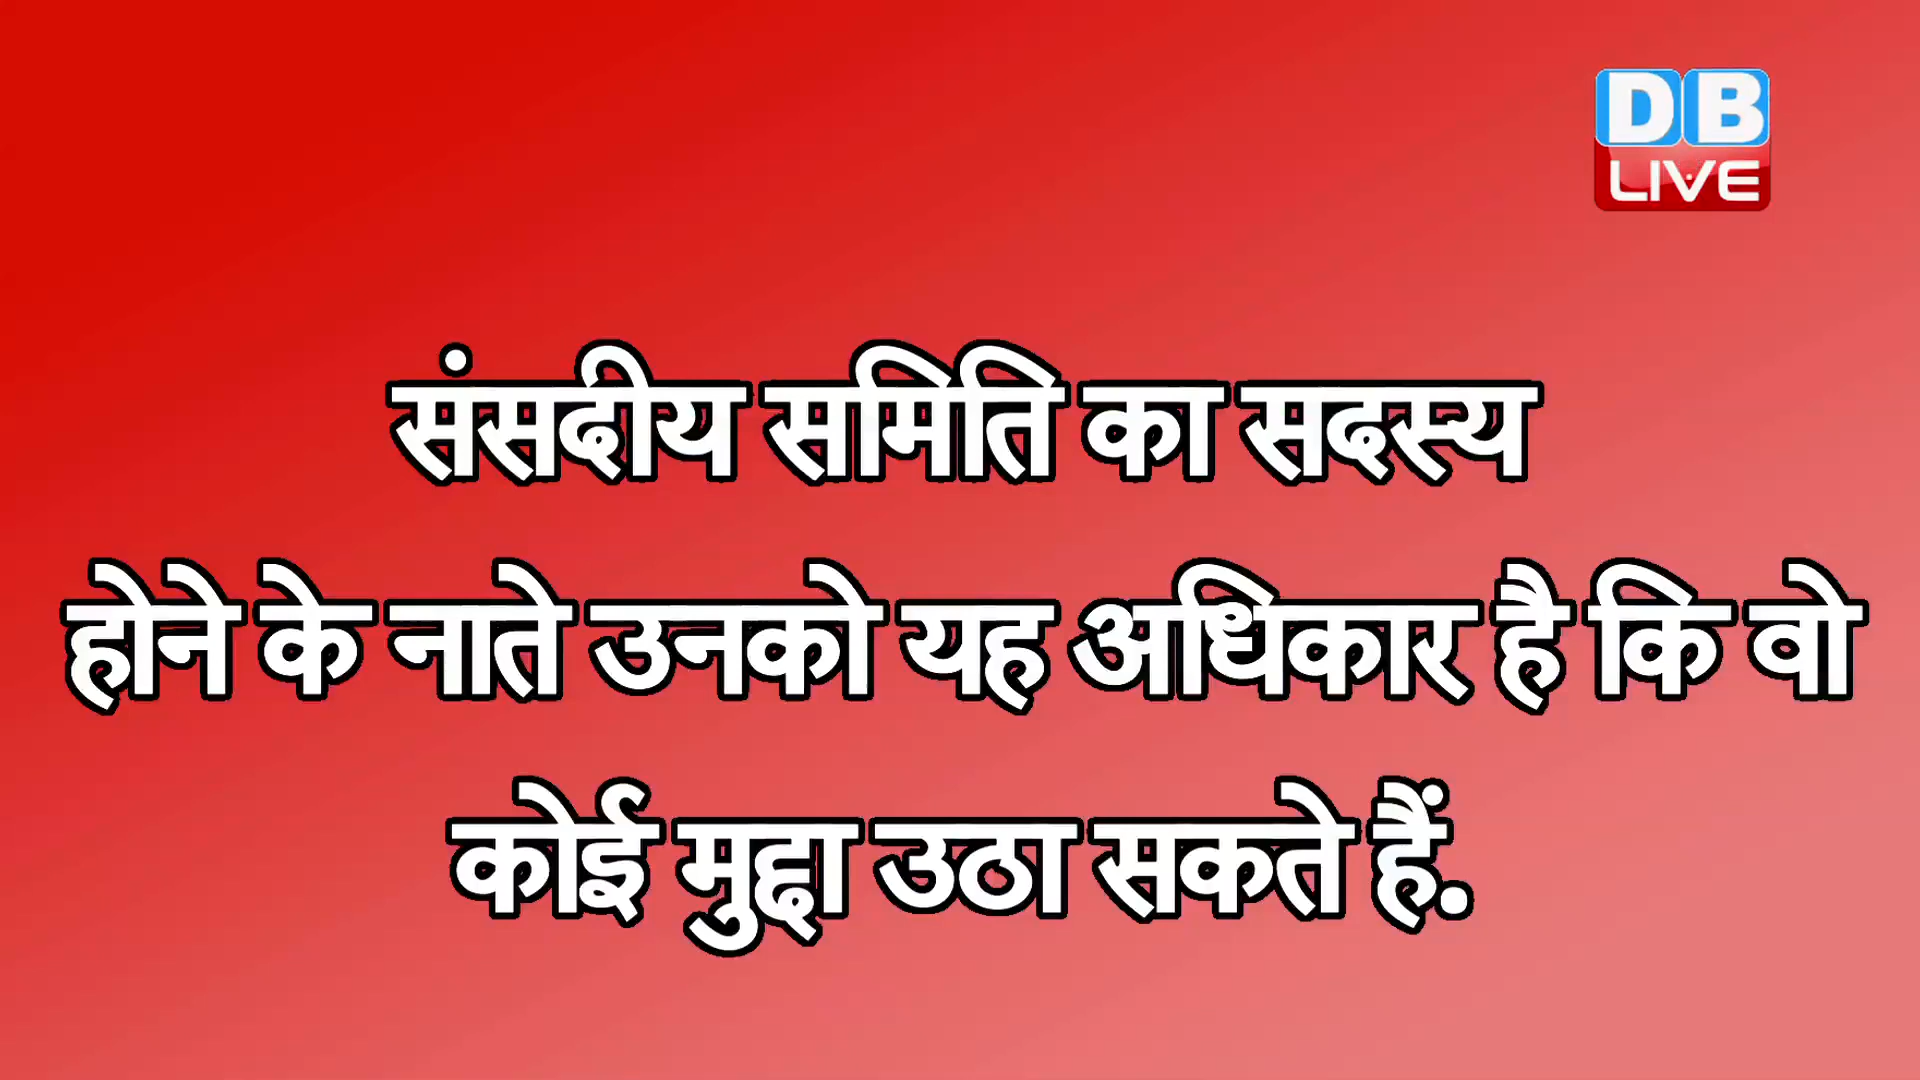 DB
LIVE
संसदीय समिति का सदस्य
होने के नाते उनको यह अधिकार है कि वो
कोई मुद्दा उठा सकते हैं.